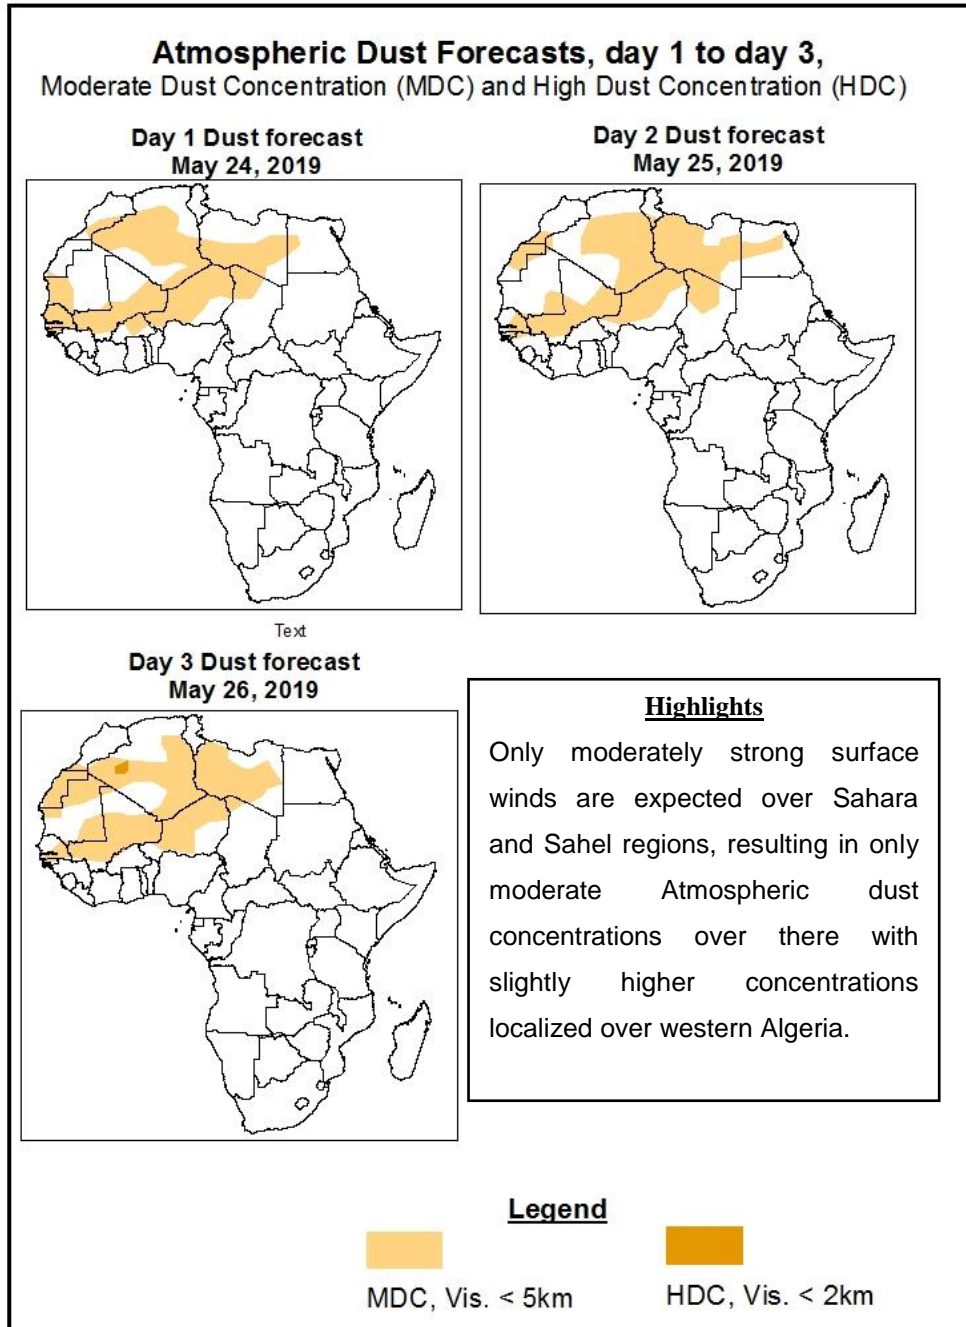 Atmospheric Dust Forecasts, day 1 to day 3,
Moderate Dust Concentration (MDC) and High Dust Concentration (HDC)
Day 1 Dust forecast
May 24, 2019
Day 2 Dust forecast
May 25, 2019
Text
Day 3 Dust forecast
May 26, 2019
Highlights
Only moderately strong surface
winds are expected over Sahara
and Sahel regions, resulting in only
moderate Atmospheric dust
concentrations over there with
slightly higher concentrations
localized over western Algeria.
Legend
MDC, Vis. < 5km
HDC, Vis. < 2km